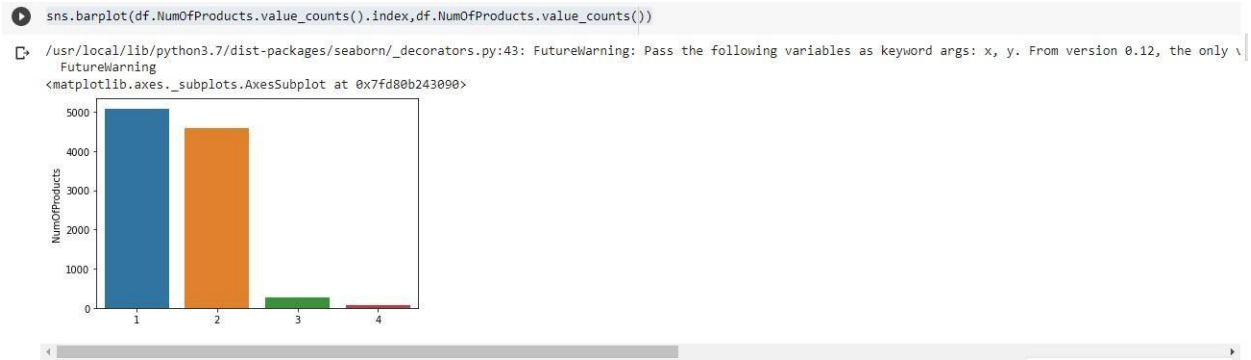 sns.barplot(df.NumOfProducts.value_counts().index,df.NumOfProducts.value_counts())
/usr/local/lib/python3.7/dist-packages/seaborn/_decorators.py:43: FutureWarning: Pass the following variables as keyword args: x, y. From version 0.12, the only
FutureWarning
<matplotlib.axes._subplots.AxesSubplot at 0x7fd80b243090>
5000
4000
3000
2000
1000
0
NumOfProducts
1 2 3 4